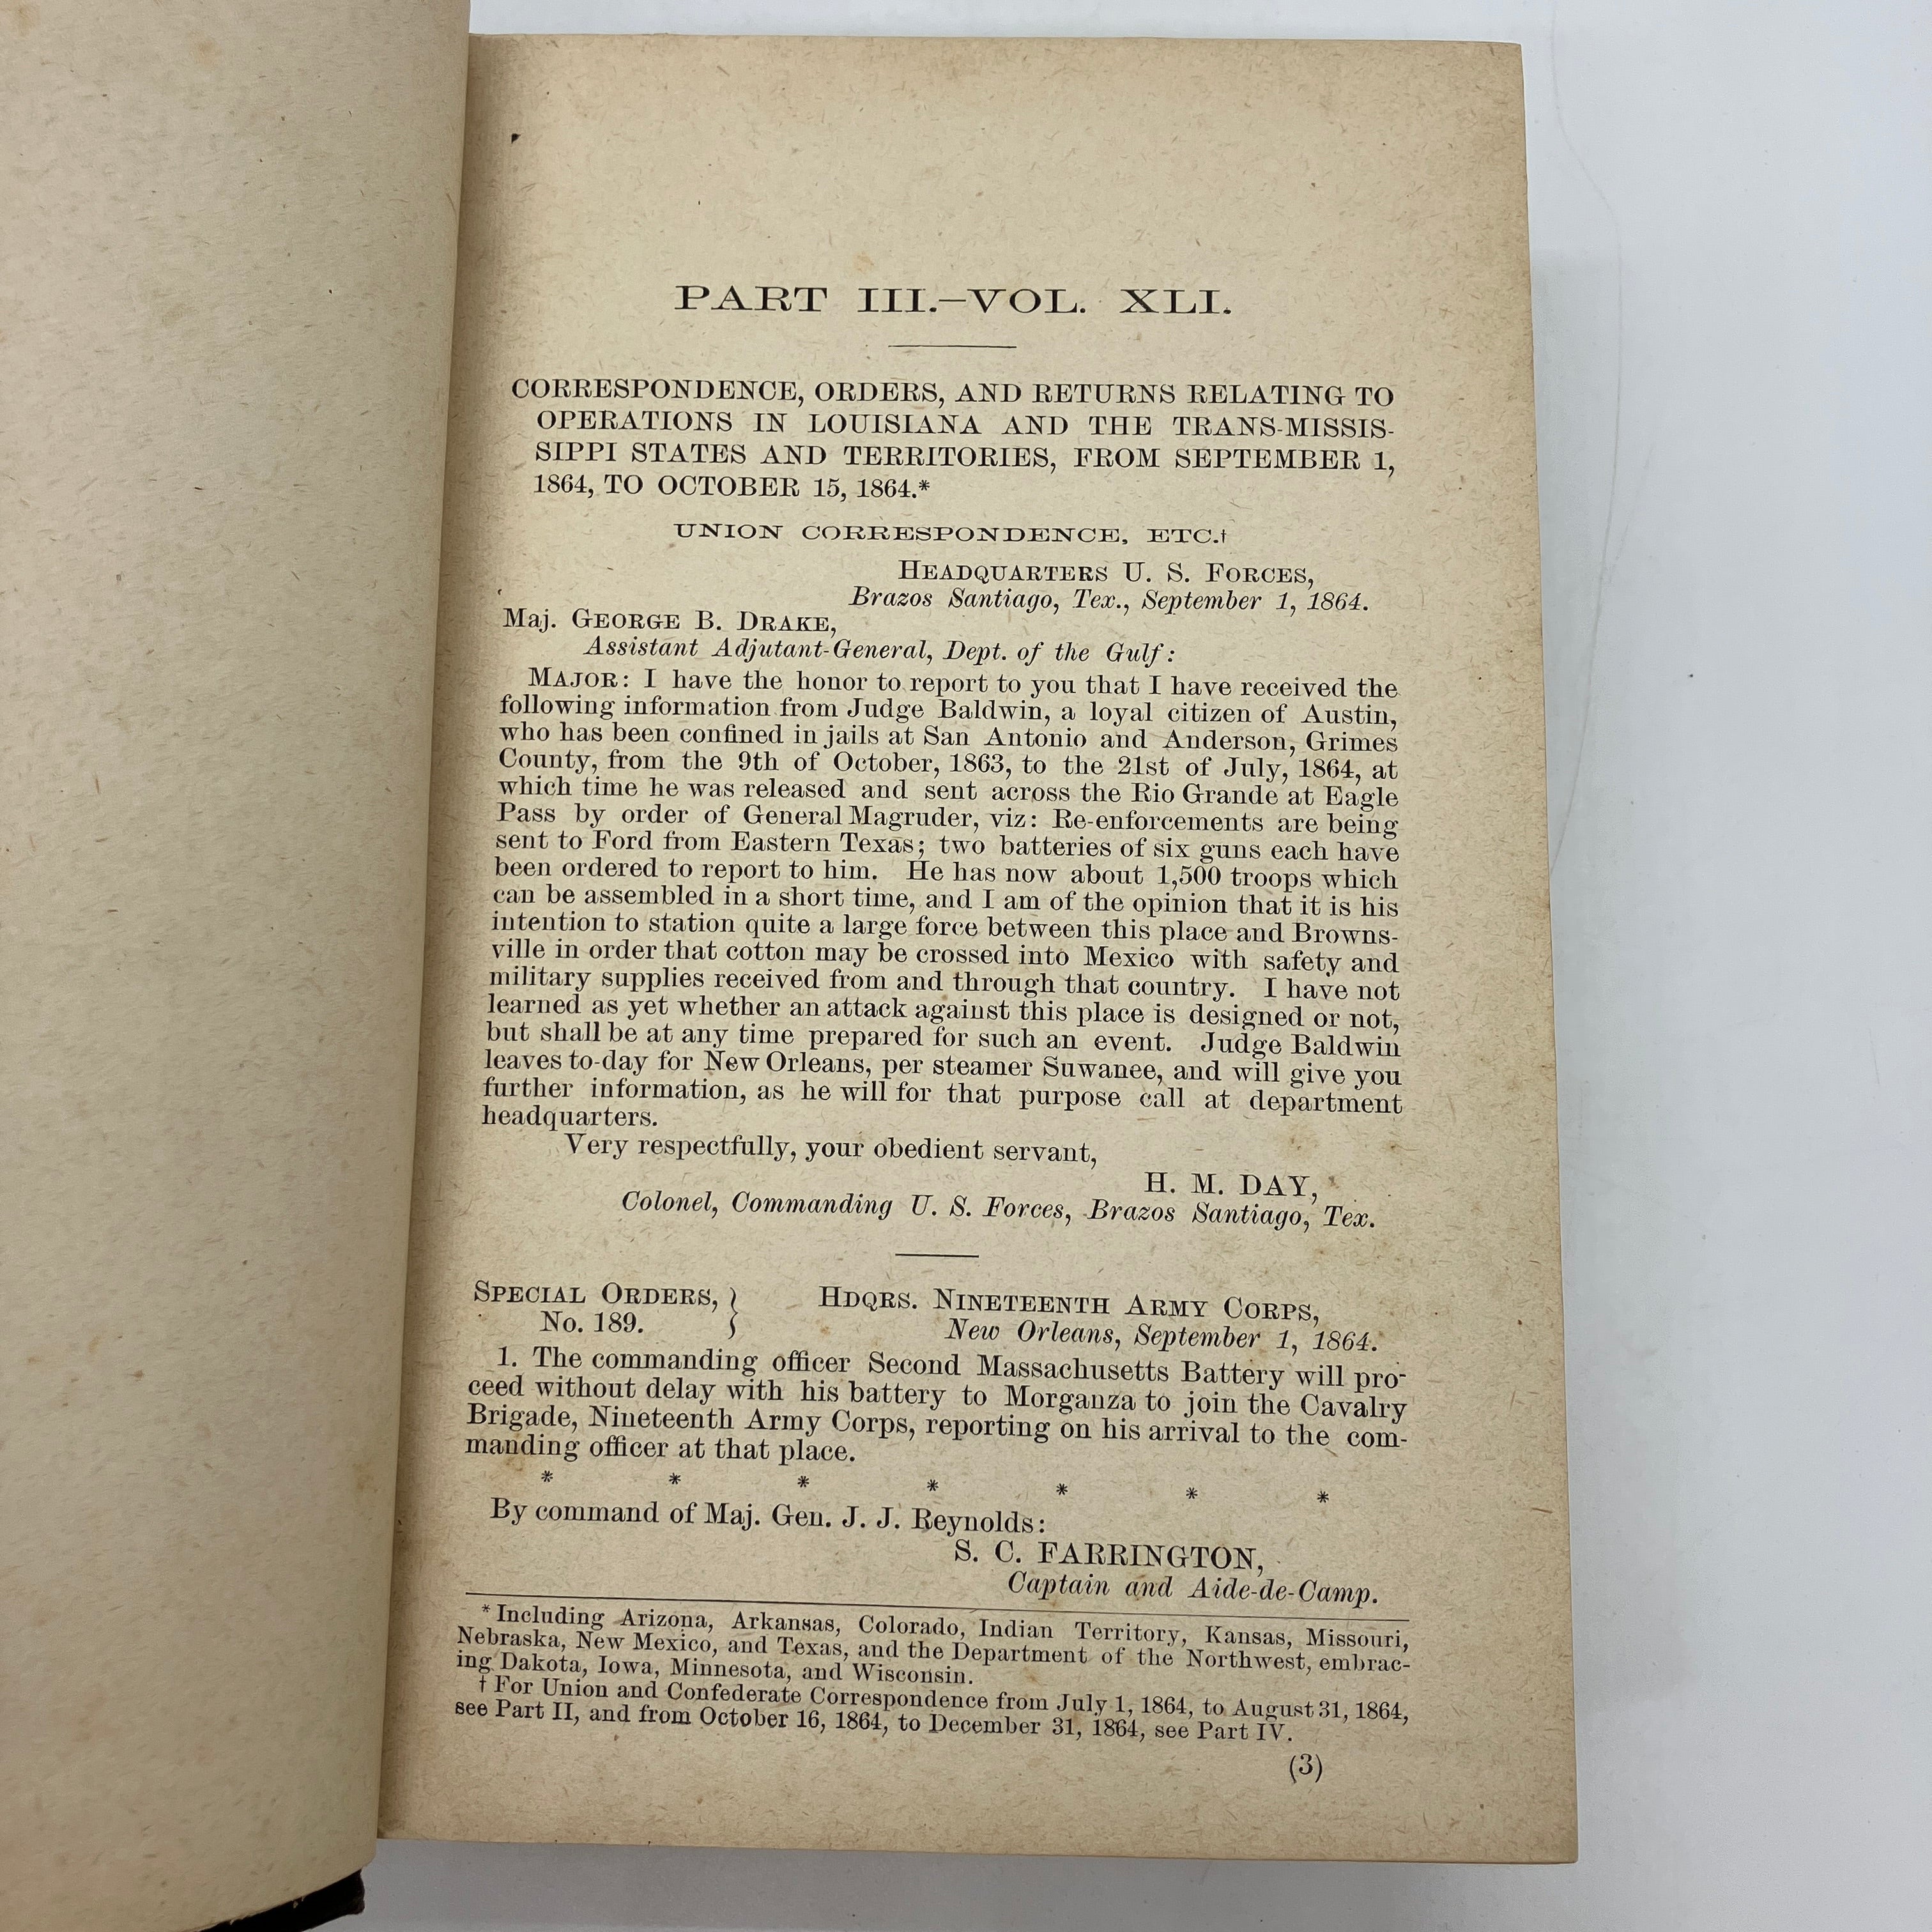 PART III.—VOL. XLI.
CORRESPONDENCE, ORDERS, AND RETURNS RELATING TO
OPERATIONS IN LOUISIANA AND THE TRANS-MISSIS-
SIPPI STATES AND TERRITORIES, FROM SEPTEMBER 1,
1864, TO OCTOBER 15, 1864.*
UNION CORRESPONDENCE, ETC.†
HEADQUARTERS U. S. FORCES,
Brazos Santiago, Tex., September 1, 1864.
Maj. GEORGE B. DRAKE,
Assistant Adjutant-General, Dept. of the Gulf:
MAJOR: I have the honor to report to you that I have received the
following information from Judge Baldwin, a loyal citizen of Austin,
who has been confined in jails at San Antonio and Anderson, Grimes
County, from the 9th of October, 1863, to the 21st of July, 1864, at
which time he was released and sent across the Rio Grande at Eagle
Pass by order of General Magruder, viz: Re-enforcements are being
sent to Ford from Eastern Texas; two batteries of six guns each have
been ordered to report to him. He has now about 1,500 troops which
can be assembled in a short time, and I am of the opinion that it is his
intention to station quite a large force between this place and Browns-
ville in order that cotton may be crossed into Mexico with safety and
military supplies received from and through that country. I have not
learned as yet whether an attack against this place is designed or not,
but shall be at any time prepared for such an event. Judge Baldwin
leaves to-day for New Orleans, per steamer Suwanee, and will give you
further information, as he will for that purpose call at department
headquarters.
Very respectfully, your obedient servant,
H. M. DAY,
Colonel, Commanding U. S. Forces, Brazos Santiago, Tex.
SPECIAL ORDERS, } HDQRS. NINETEENTH ARMY CORPS,
No. 189. New Orleans, September 1, 1864.
1. The commanding officer Second Massachusetts Battery will pro-
ceed without delay with his battery to Morganza to join the Cavalry
Brigade, Nineteenth Army Corps, reporting on his arrival to the com-
manding officer at that place.
* * * * * * *
By command of Maj. Gen. J. J. Reynolds:
S. C. FARRINGTON,
Captain and Aide-de-Camp.
* Including Arizona, Arkansas, Colorado, Indian Territory, Kansas, Missouri,
Nebraska, New Mexico, and Texas, and the Department of the Northwest, embrac-
ing Dakota, Iowa, Minnesota, and Wisconsin.
† For Union and Confederate Correspondence from July 1, 1864, to August 31, 1864,
see Part II, and from October 16, 1864, to December 31, 1864, see Part IV.
(3)